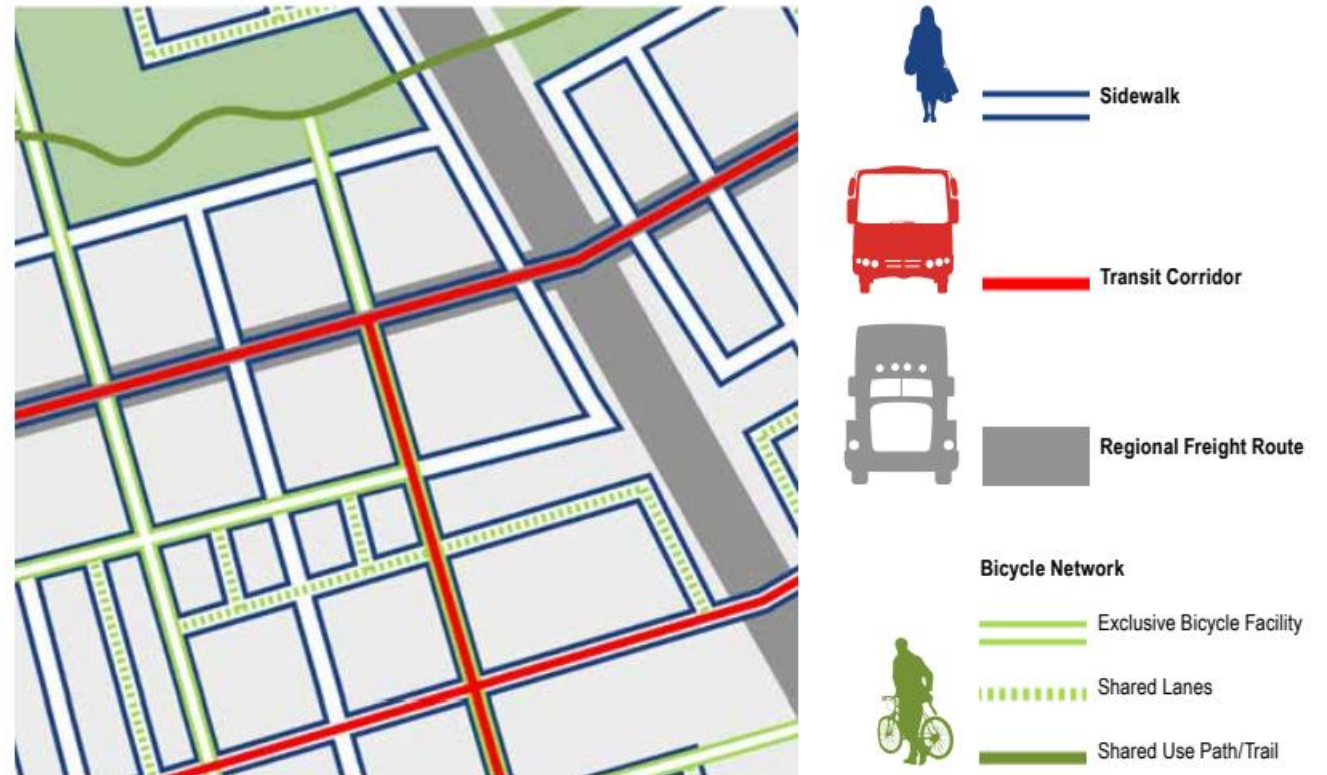 Sidewalk
Transit Corridor
Regional Freight Route
Bicycle Network
Exclusive Bicycle Facility
Shared Lanes
Shared Use Path/Trail